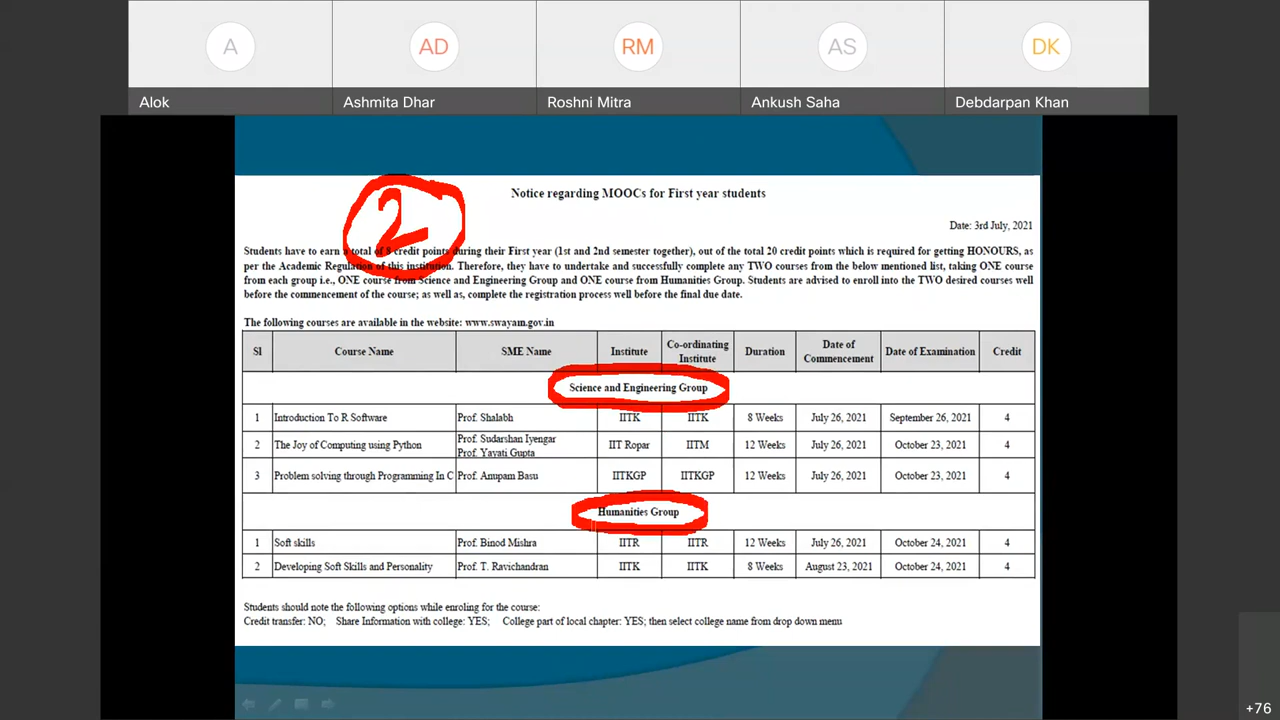 A AD RM AS DK
Alok Ashmita Dhar Roshni Mitra Ankush Saha Debdarpan Khan
2
Notice regarding MOOCs for First year students
Date: 3rd July, 2021
Students have to earn a total of 8 credit points during their First year (1st and 2nd semester together), out of the total 20 credit points which is required for getting HONOURS, as
per the Academic Regulation of this institution. Therefore, they have to undertake and successfully complete any TWO courses from the below mentioned list, taking ONE course
from each group i.e., ONE course from Science and Engineering Group and ONE course from Humanities Group. Students are advised to enroll into the TWO desired courses well
before the commencement of the course; as well as, complete the registration process well before the final due date.
The following courses are available in the website: www.swayam.gov.in
Sl Course Name SME Name Institute Co-ordinating Institute Duration Date of Commencement Date of Examination Credit
Science and Engineering Group
1 Introduction To R Software Prof. Shalabh IITK IITK 8 Weeks July 26, 2021 September 26, 2021 4
2 The Joy of Computing using Python Prof. Sudarshan Iyengar Prof. Yayati Gupta IIT Ropar IITM 12 Weeks July 26, 2021 October 23, 2021 4
3 Problem solving through Programming In C Prof. Anupam Basu IITKGP IITKGP 12 Weeks July 26, 2021 October 23, 2021 4
Humanities Group
1 Soft skills Prof. Binod Mishra IITR IITR 12 Weeks July 26, 2021 October 24, 2021 4
2 Developing Soft Skills and Personality Prof. T. Ravichandran IITK IITK 8 Weeks August 23, 2021 October 24, 2021 4
Students should note the following options while enroling for the course:
Credit transfer: NO; Share Information with college: YES; College part of local chapter: YES; then select college name from drop down menu
+76